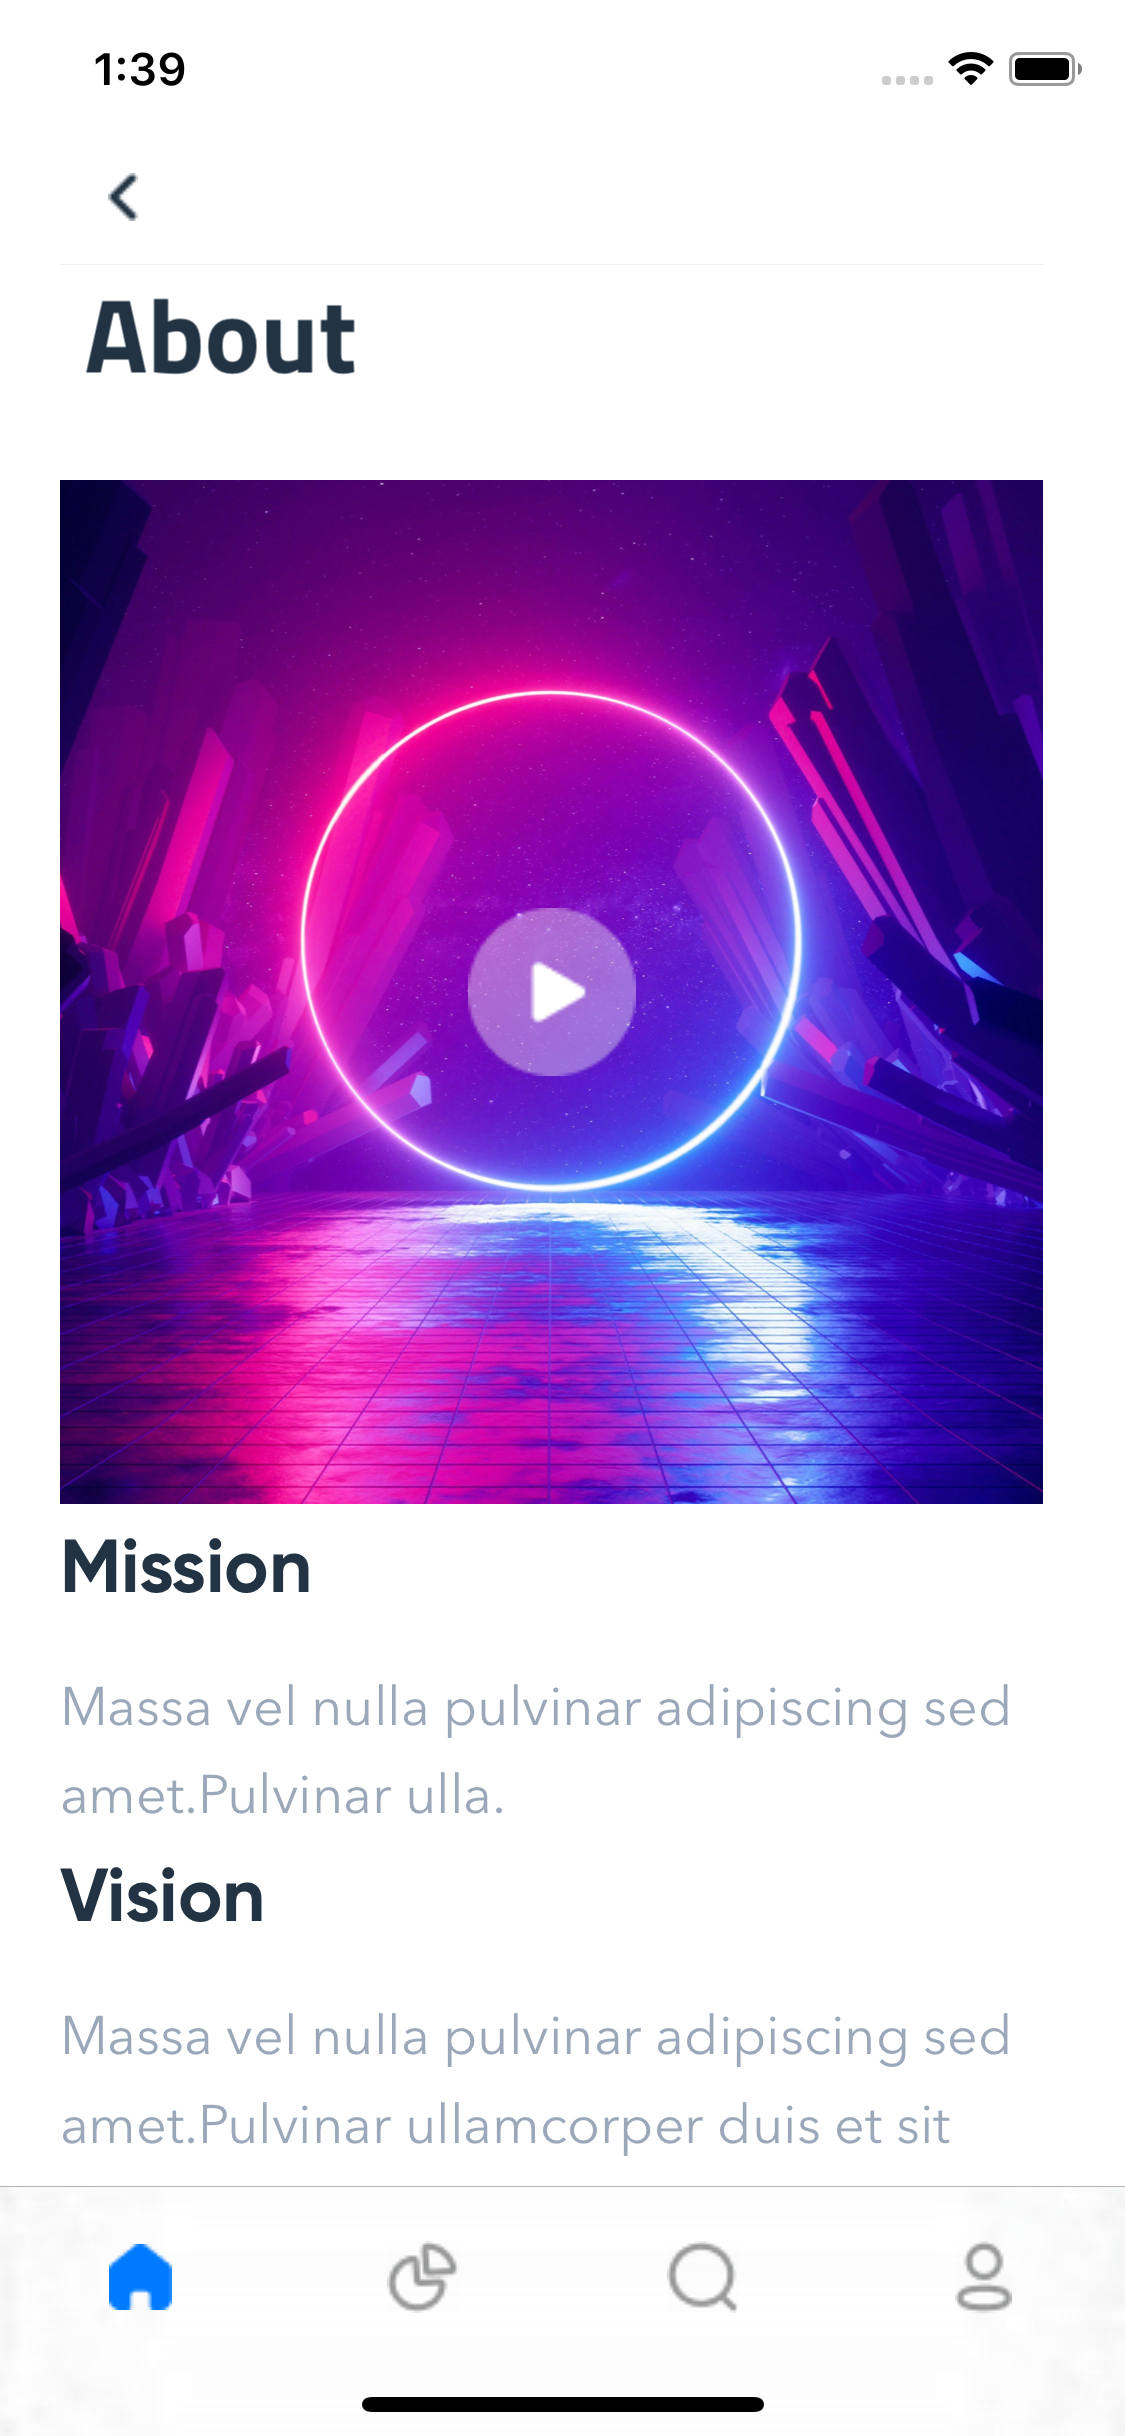 1:39
About
Mission
Massa vel nulla pulvinar adipiscing sed
amet.Pulvinar ulla.
Vision
Massa vel nulla pulvinar adipiscing sed
amet.Pulvinar ullamcorper duis et sit